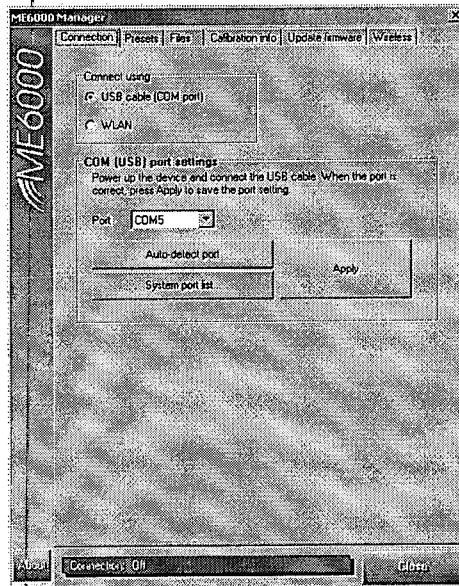 ME6000 Manager
Connection Presets Files Calibration info Update firmware Wireless
ME6000
Connect using
USB cable (COM port)
WLAN
COM (USB) port settings
Power up the device and connect the USB cable. When the port is
correct, press Apply to save the port setting.
Port COM5
Auto-detect port
Apply
System port list
About Connection: Off Close